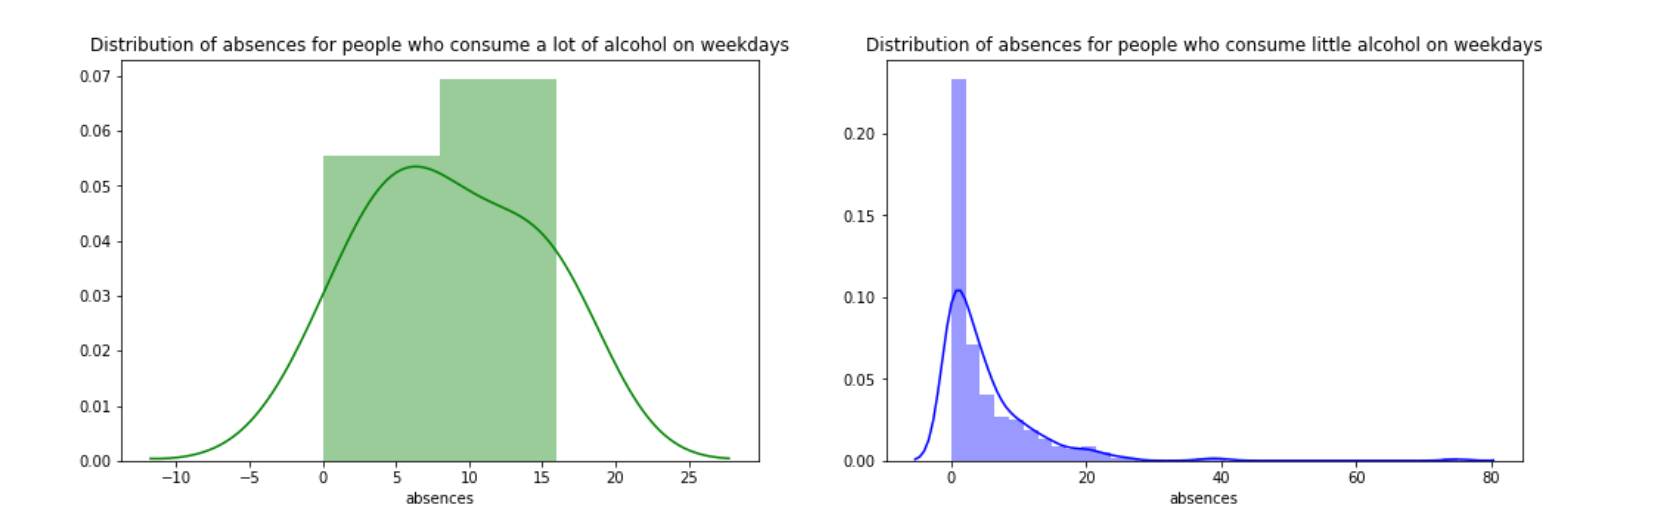 Distribution of absences for people who consume a lot of alcohol on weekdays
0.07
0.06
0.05
0.04
0.03
0.02
0.01
0.00
−10 −5 0 5 10 15 20 25
absences
Distribution of absences for people who consume little alcohol on weekdays
0.20
0.15
0.10
0.05
0.00
0 20 40 60 80
absences